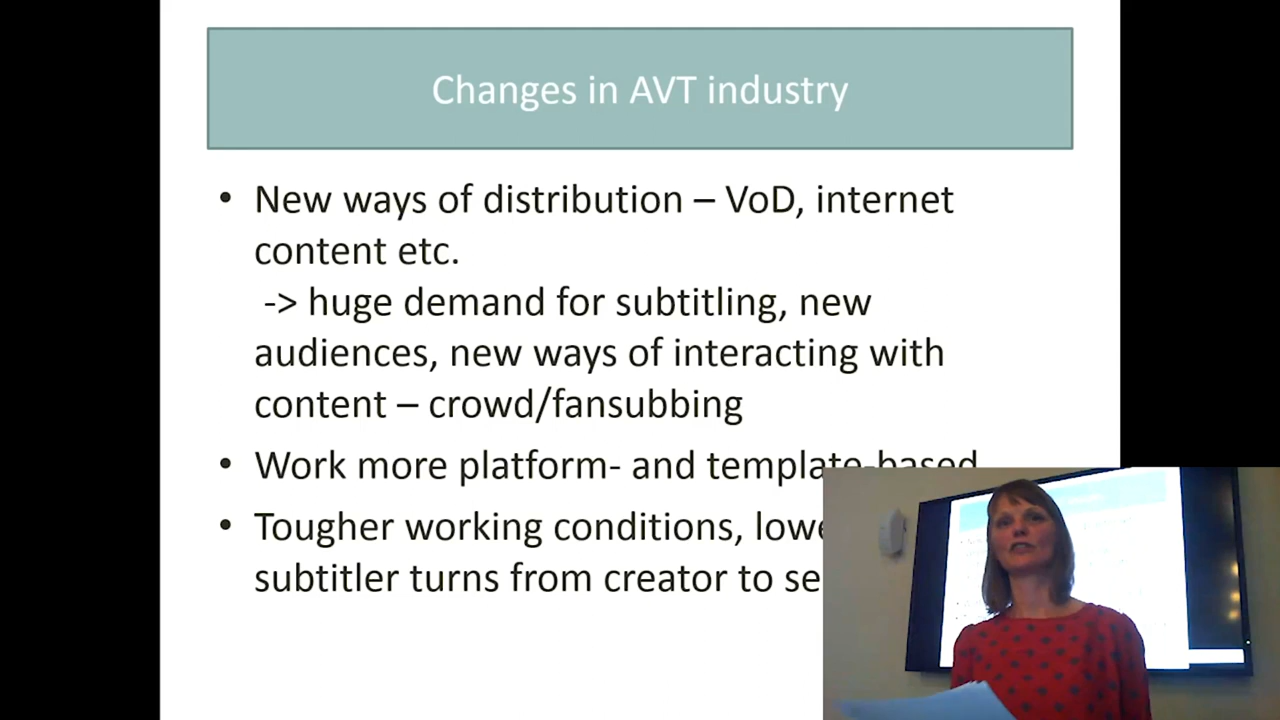 Changes in AVT industry
• New ways of distribution – VoD, internet
content etc.
-> huge demand for subtitling, new
audiences, new ways of interacting with
content – crowd/fansubbing
• Work more platform- and template-based
• Tougher working conditions,
subtitler turns from creator to